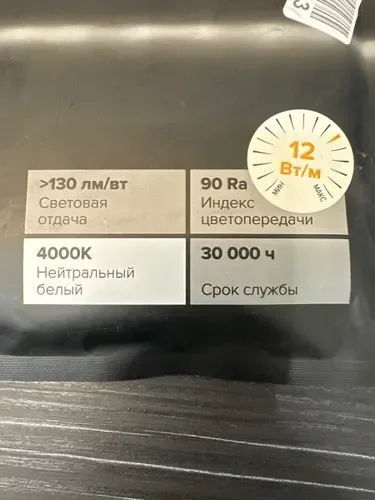 3
12
Вт/м
МИН
МАКС
>130 лм/вт
Световая
отдача
90 Ra
Индекс
цветопередачи
4000K
Нейтральный
белый
30 000 ч
Срок службы